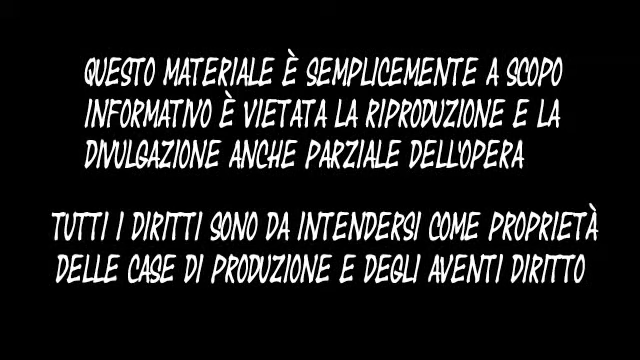 QUESTO MATERIALE È SEMPLICEMENTE A SCOPO
INFORMATIVO È VIETATA LA RIPRODUZIONE E LA
DIVULGAZIONE ANCHE PARZIALE DELL'OPERA
TUTTI I DIRITTI SONO DA INTENDERSI COME PROPRIETÀ
DELLE CASE DI PRODUZIONE E DEGLI AVENTI DIRITTO